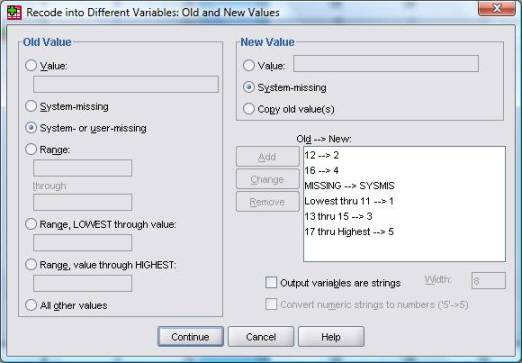 Recode into Different Variables: Old and New Values
Old Value
Value:
System-missing
System- or user-missing
Range:
through
Range, LOWEST through value:
Range, value through HIGHEST:
All other values
New Value
Value:
System-missing
Copy old value(s)
Old --> New:
Add
Change
Remove
12 --> 2
16 --> 4
MISSING --> SYSMIS
Lowest thru 11 --> 1
13 thru 15 --> 3
17 thru Highest --> 5
Output variables are strings
Width:
8
Convert numeric strings to numbers ('5'->5)
Continue
Cancel
Help